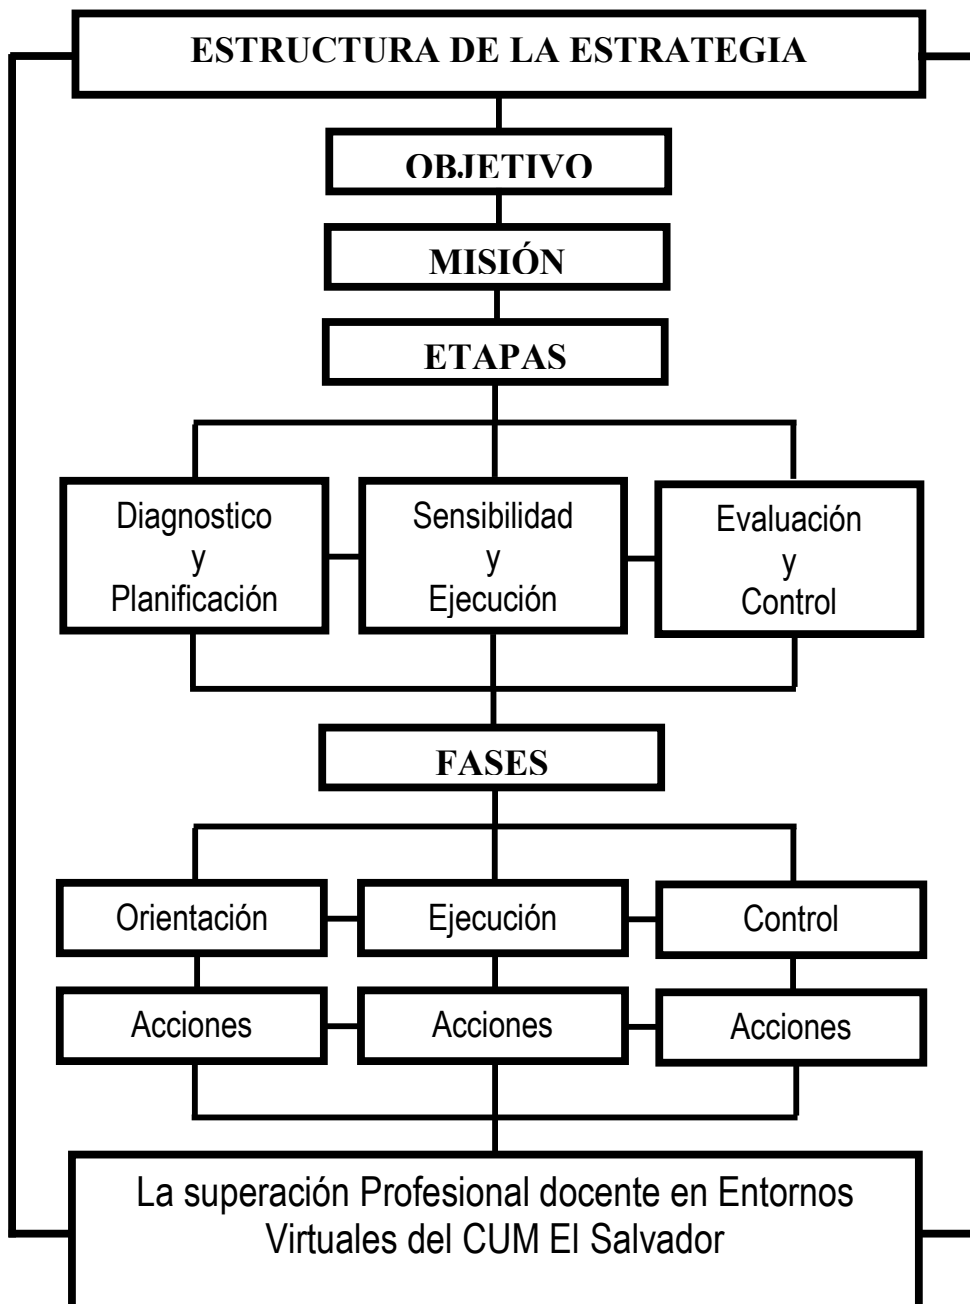 ESTRUCTURA DE LA ESTRATEGIA
OBJETIVO
MISIÓN
ETAPAS
Diagnostico
y
Planificación
Sensibilidad
y
Ejecución
Evaluación
y
Control
FASES
Orientación
Ejecución
Control
Acciones
Acciones
Acciones
La superación Profesional docente en Entornos
Virtuales del CUM El Salvador